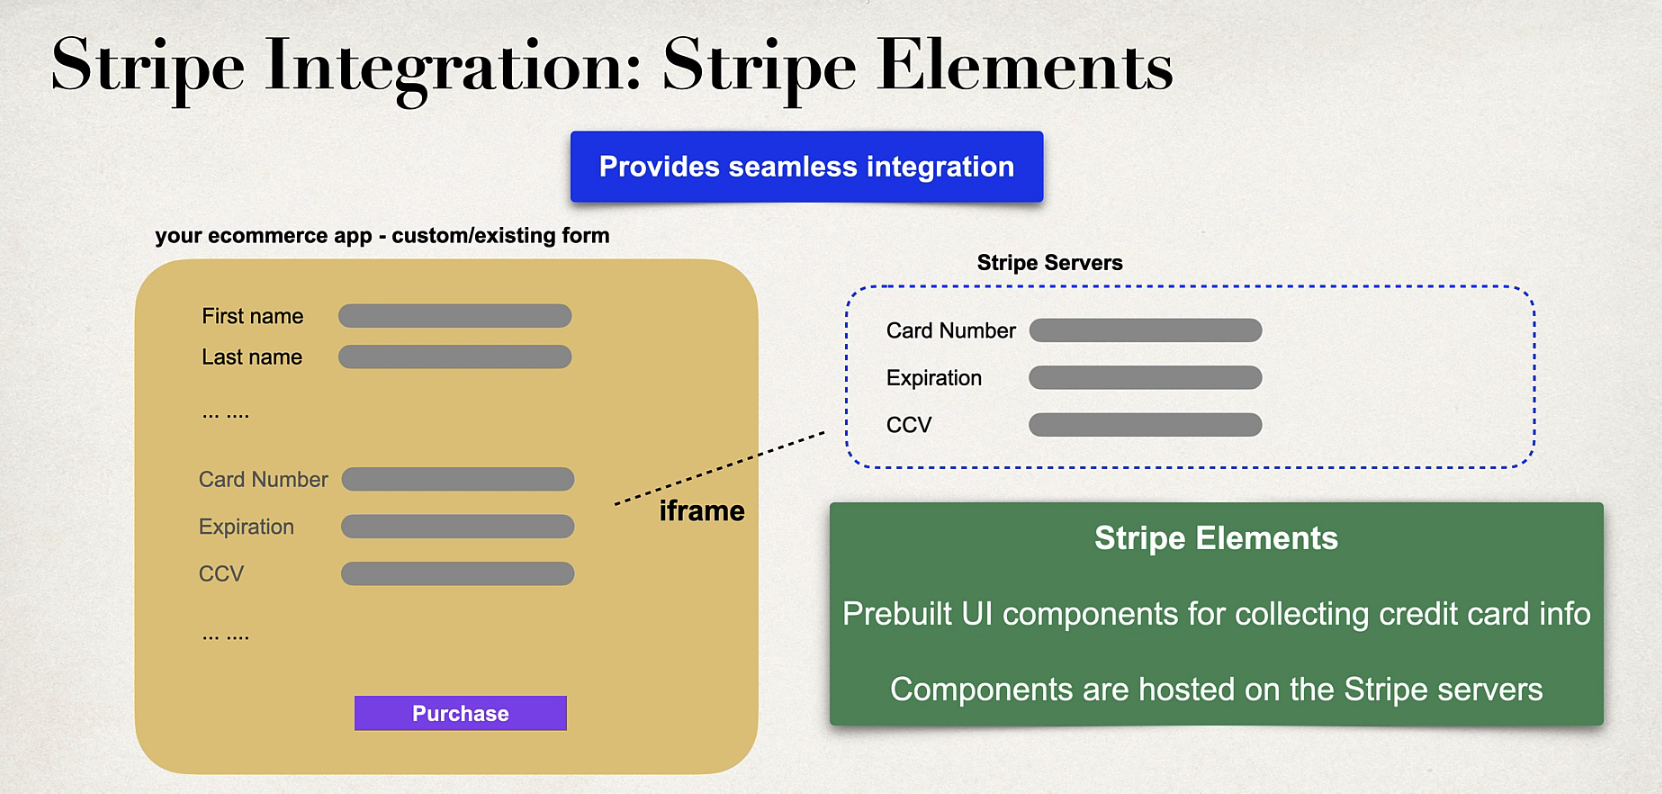 Stripe Integration: Stripe Elements
Provides seamless integration
your ecommerce app - custom/existing form
First name
Last name
... ....
Card Number
Expiration
CCV
... ....
Purchase
iframe
Stripe Servers
Card Number
Expiration
CCV
Stripe Elements
Prebuilt UI components for collecting credit card info
Components are hosted on the Stripe servers